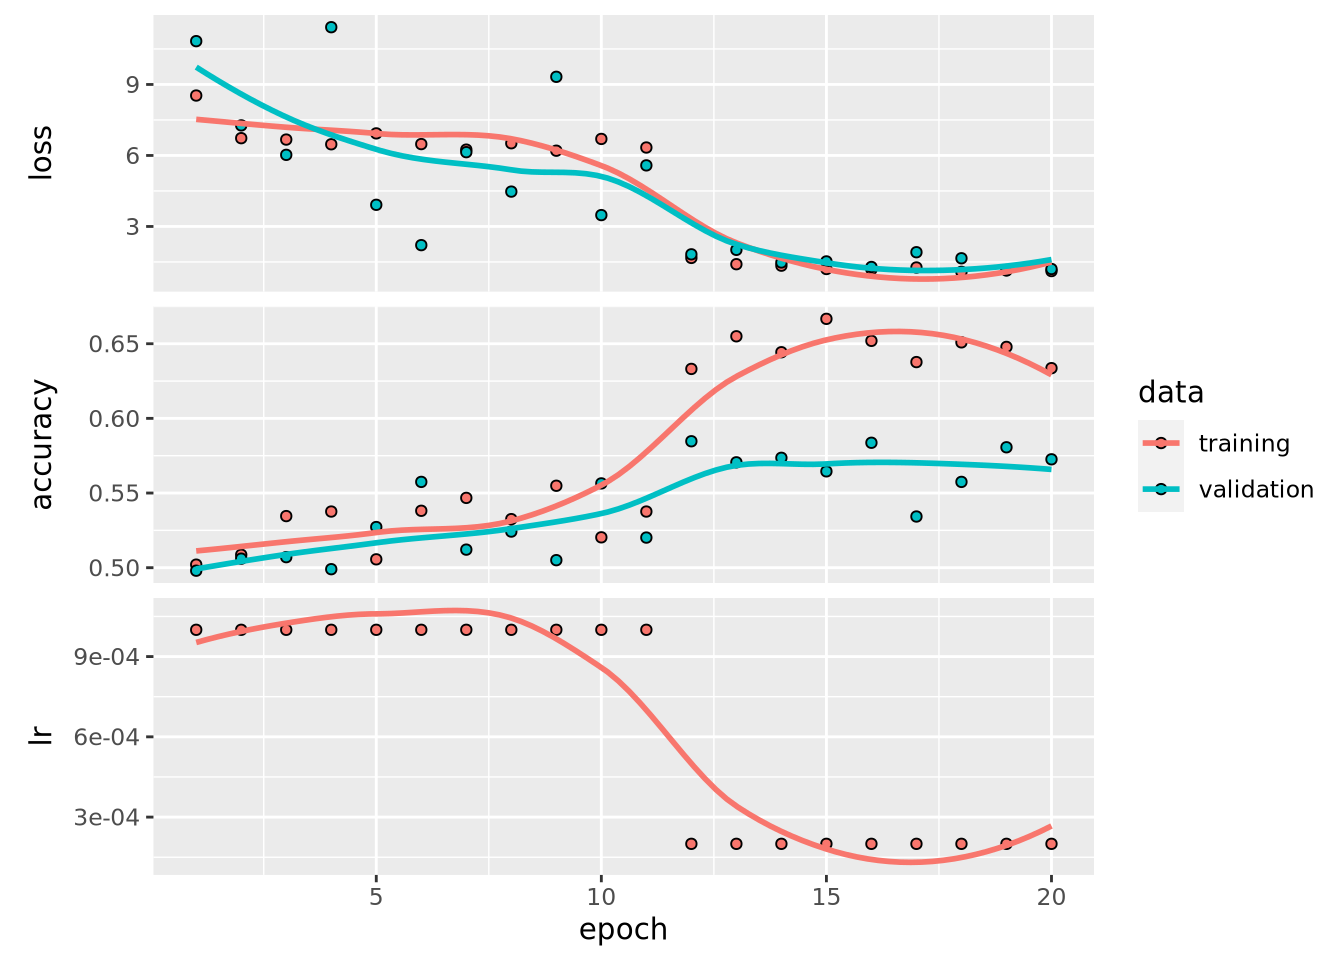 loss
9
6
3
accuracy
0.65
0.60
0.55
0.50
lr
9e-04
6e-04
3e-04
5 10 15 20
epoch
data
training
validation